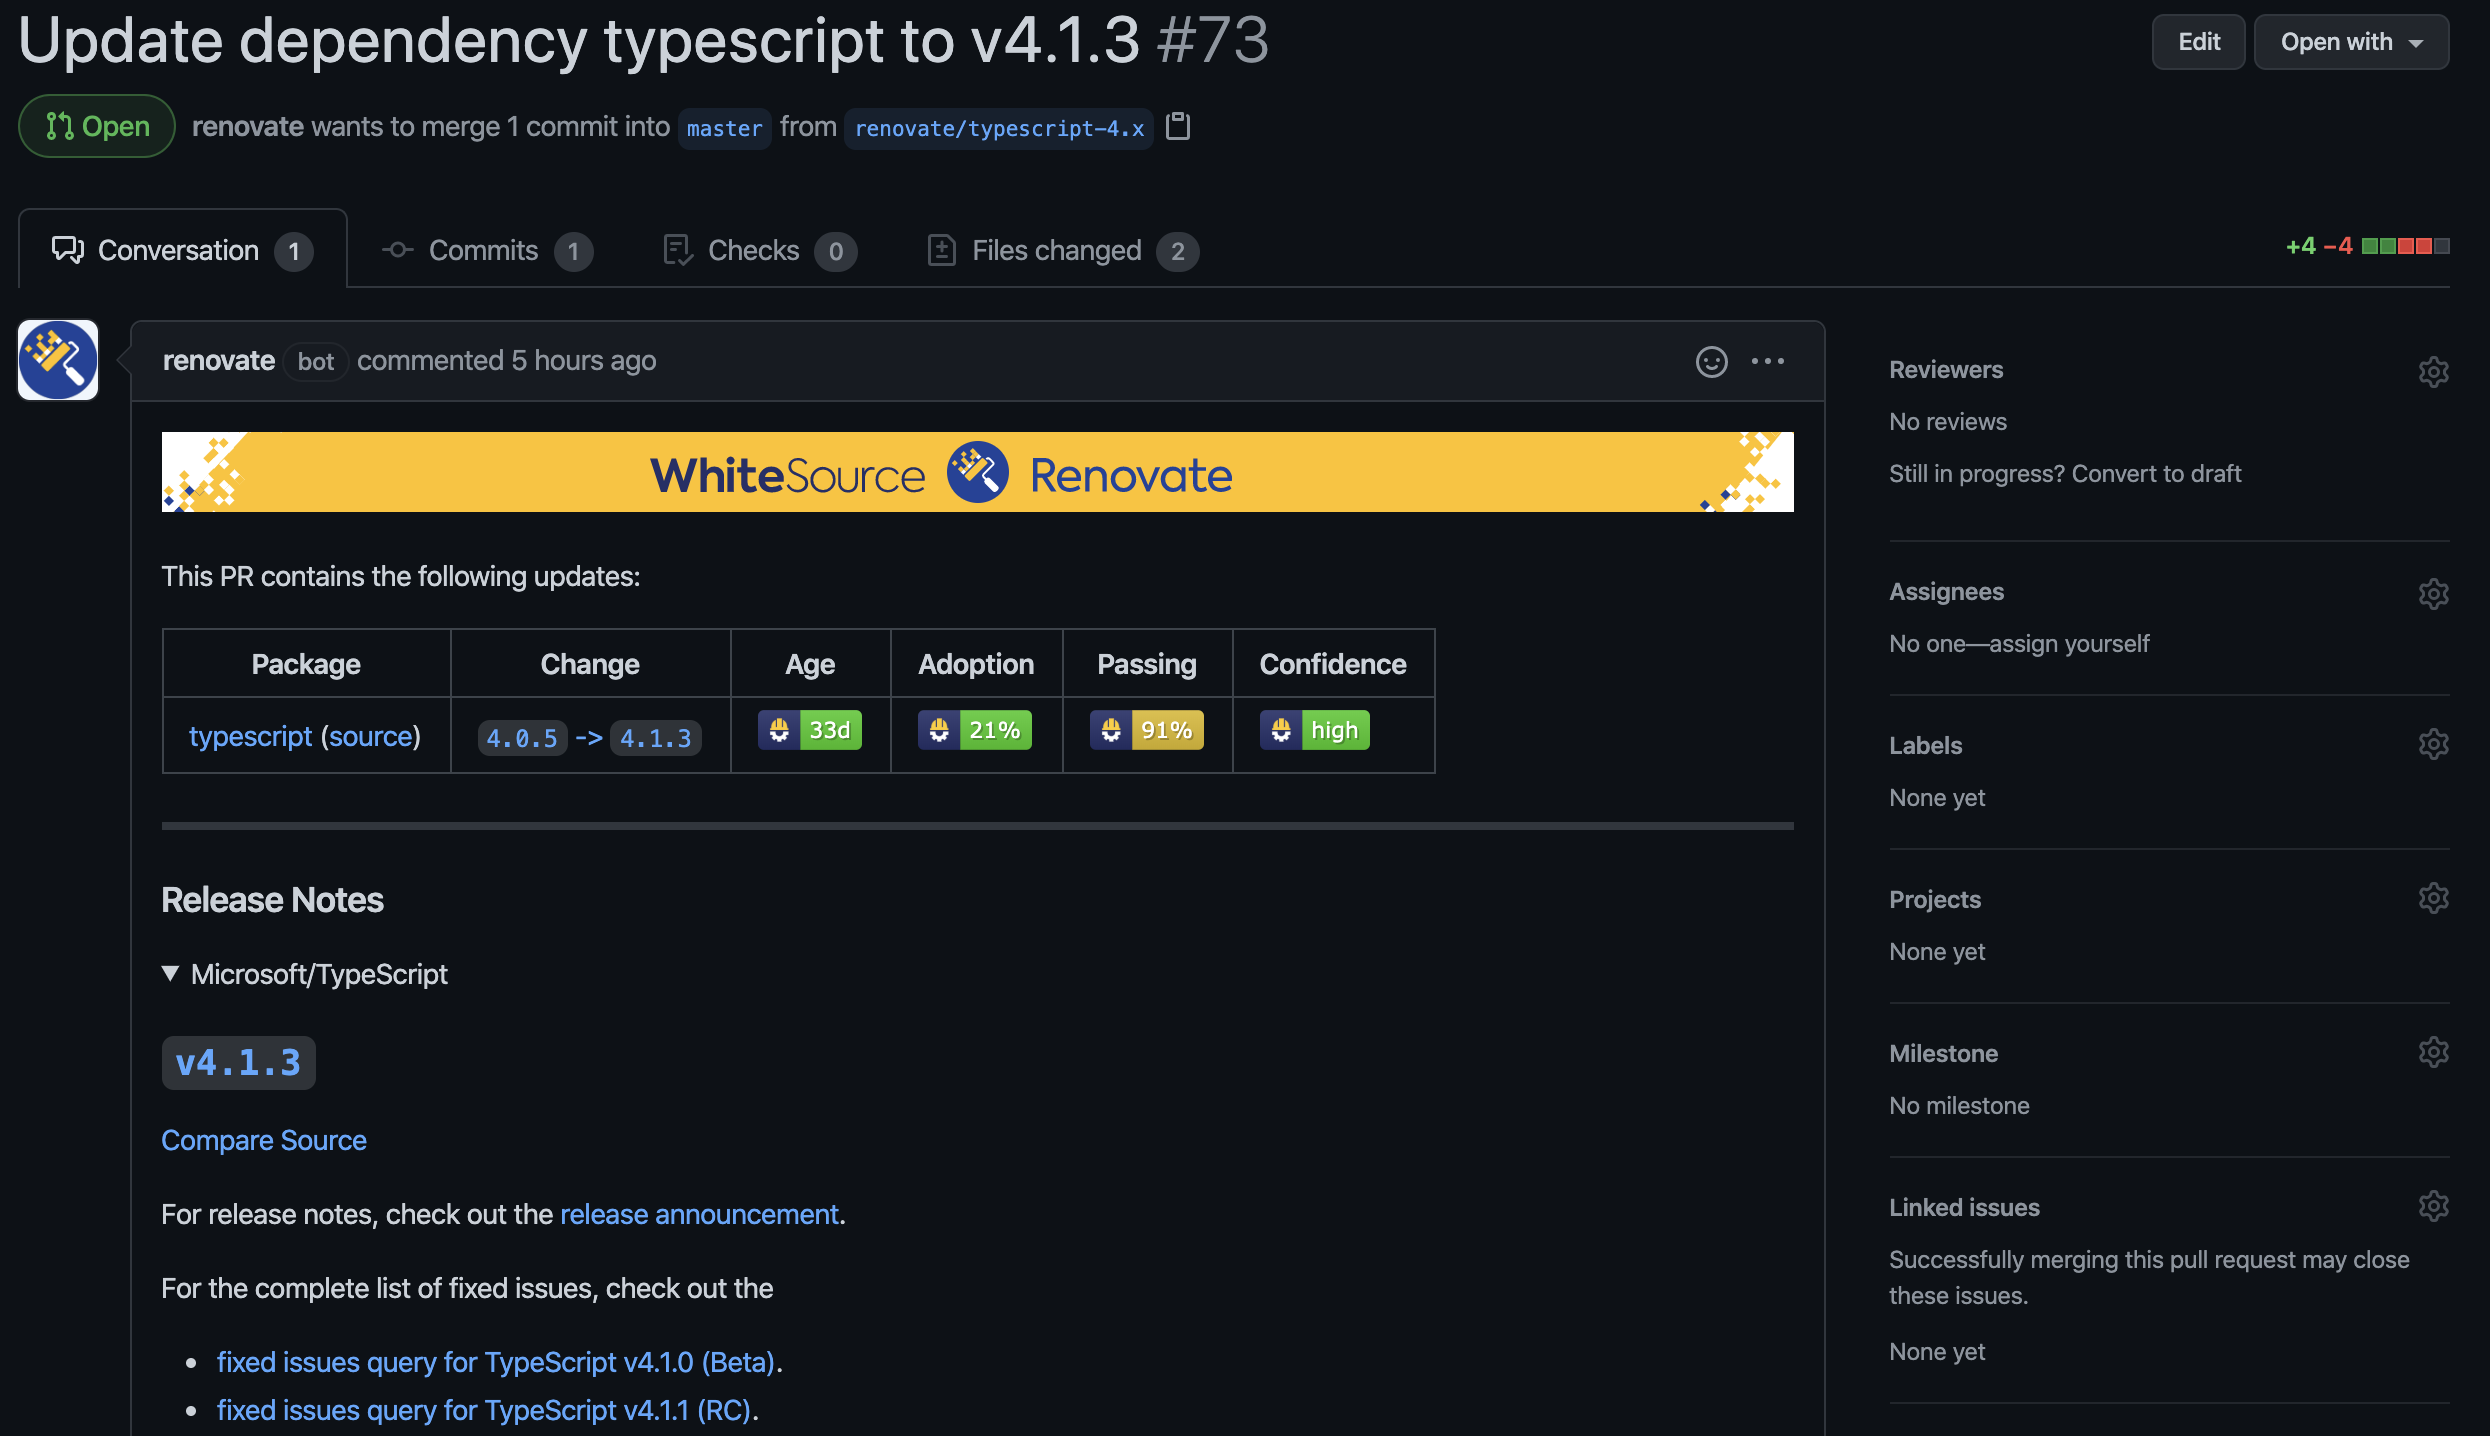 Update dependency typescript to v4.1.3 #73
Edit
Open with
Open
renovate wants to merge 1 commit into master from renovate/typescript-4.x
Conversation 1
Commits 1
Checks 0
Files changed 2
+4 −4
renovate bot commented 5 hours ago
WhiteSource Renovate
This PR contains the following updates:
Package Change Age Adoption Passing Confidence
typescript (source) 4.0.5 -> 4.1.3 33d 21% 91% high
Release Notes
Microsoft/TypeScript
v4.1.3
Compare Source
For release notes, check out the release announcement.
For the complete list of fixed issues, check out the
fixed issues query for TypeScript v4.1.0 (Beta).
fixed issues query for TypeScript v4.1.1 (RC).
Reviewers
No reviews
Still in progress? Convert to draft
Assignees
No one—assign yourself
Labels
None yet
Projects
None yet
Milestone
No milestone
Linked issues
Successfully merging this pull request may close
these issues.
None yet